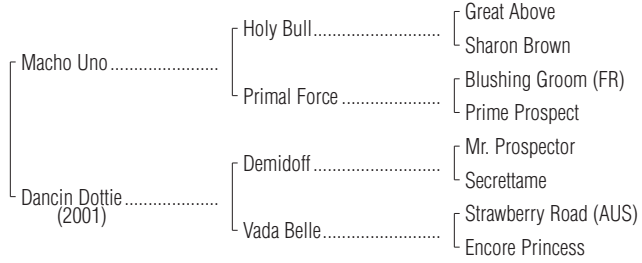 Great Above
Holy Bull
Sharon Brown
Macho Uno
Blushing Groom (FR)
Primal Force
Prime Prospect
Mr. Prospector
Demidoff
Secrettame
Dancin Dottie
(2001)
Strawberry Road (AUS)
Vada Belle
Encore Princess